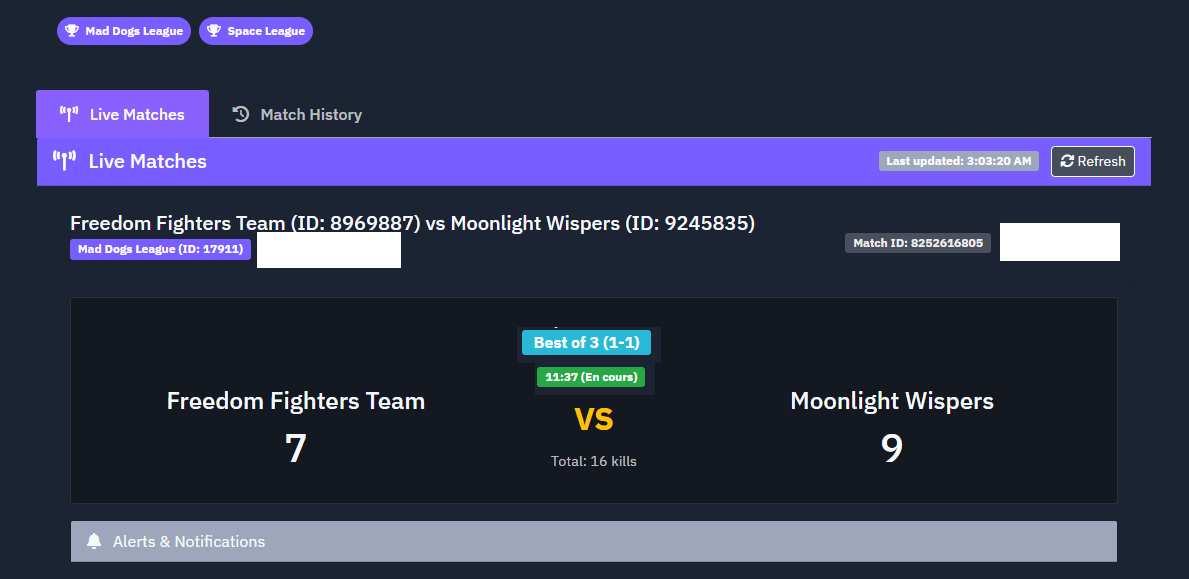 Mad Dogs League Space League
Live Matches Match History
Live Matches Last updated: 3:03:20 AM Refresh
Freedom Fighters Team (ID: 8969887) vs Moonlight Wispers (ID: 9245835)
Mad Dogs League (ID: 17911) Match ID: 8252616805
Best of 3 (1-1)
11:37 (En cours)
Freedom Fighters Team VS Moonlight Wispers
7 9
Total: 16 kills
Alerts & Notifications